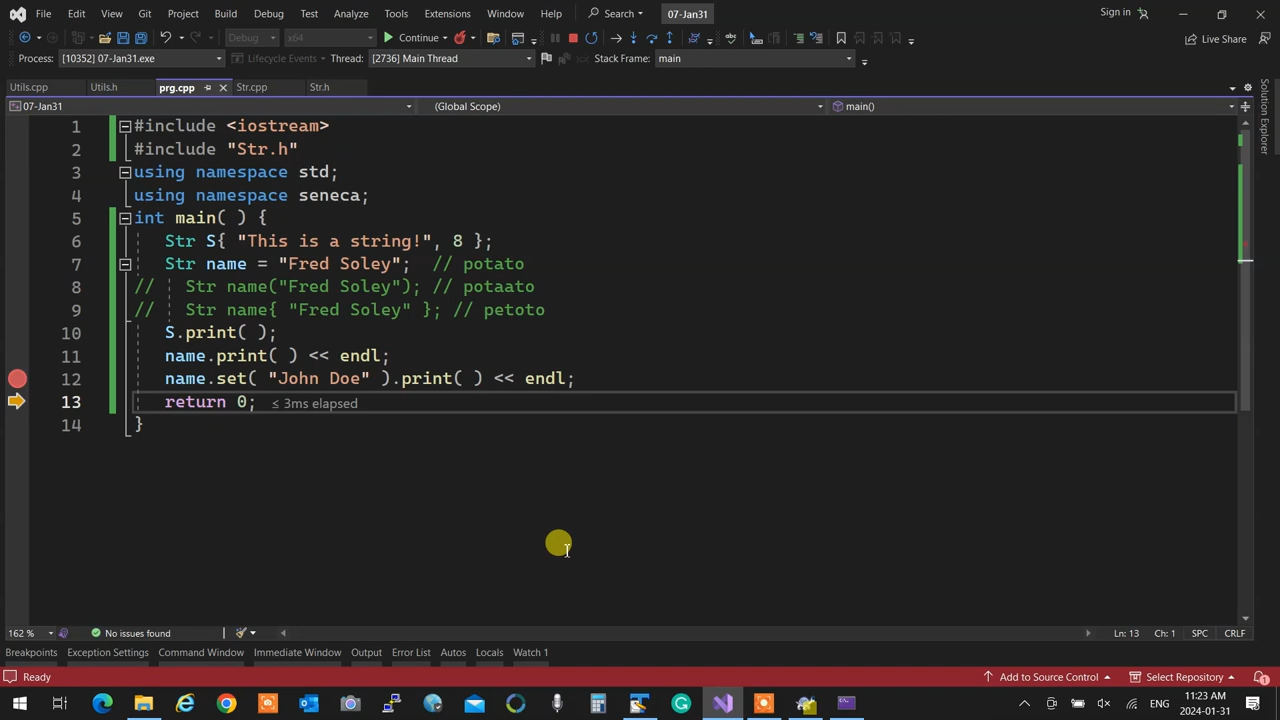 File Edit View Git Project Build Debug Test Analyze Tools Extensions Window Help Search 07-Jan31 Sign in
Debug x64 Continue Live Share
Process: [10352] 07-Jan31.exe Lifecycle Events Thread: [2736] Main Thread Stack Frame: main
Utils.cpp Utils.h prg.cpp Str.cpp Str.h
07-Jan31 (Global Scope) main()
Solution Explorer
1 #include <iostream>
2 #include "Str.h"
3 using namespace std;
4 using namespace seneca;
5 int main( ) {
6 Str S{ "This is a string!", 8 };
7 Str name = "Fred Soley"; // potato
8 // Str name("Fred Soley"); // potaato
9 // Str name{ "Fred Soley" }; // petoto
10 S.print( );
11 name.print( ) << endl;
12 name.set( "John Doe" ).print( ) << endl;
13 return 0; ≤ 3ms elapsed
14 }
162 % No issues found Ln: 13 Ch: 1 SPC CRLF
Breakpoints Exception Settings Command Window Immediate Window Output Error List Autos Locals Watch 1
Ready Add to Source Control Select Repository 1
ENG 11:23 AM
2024-01-31